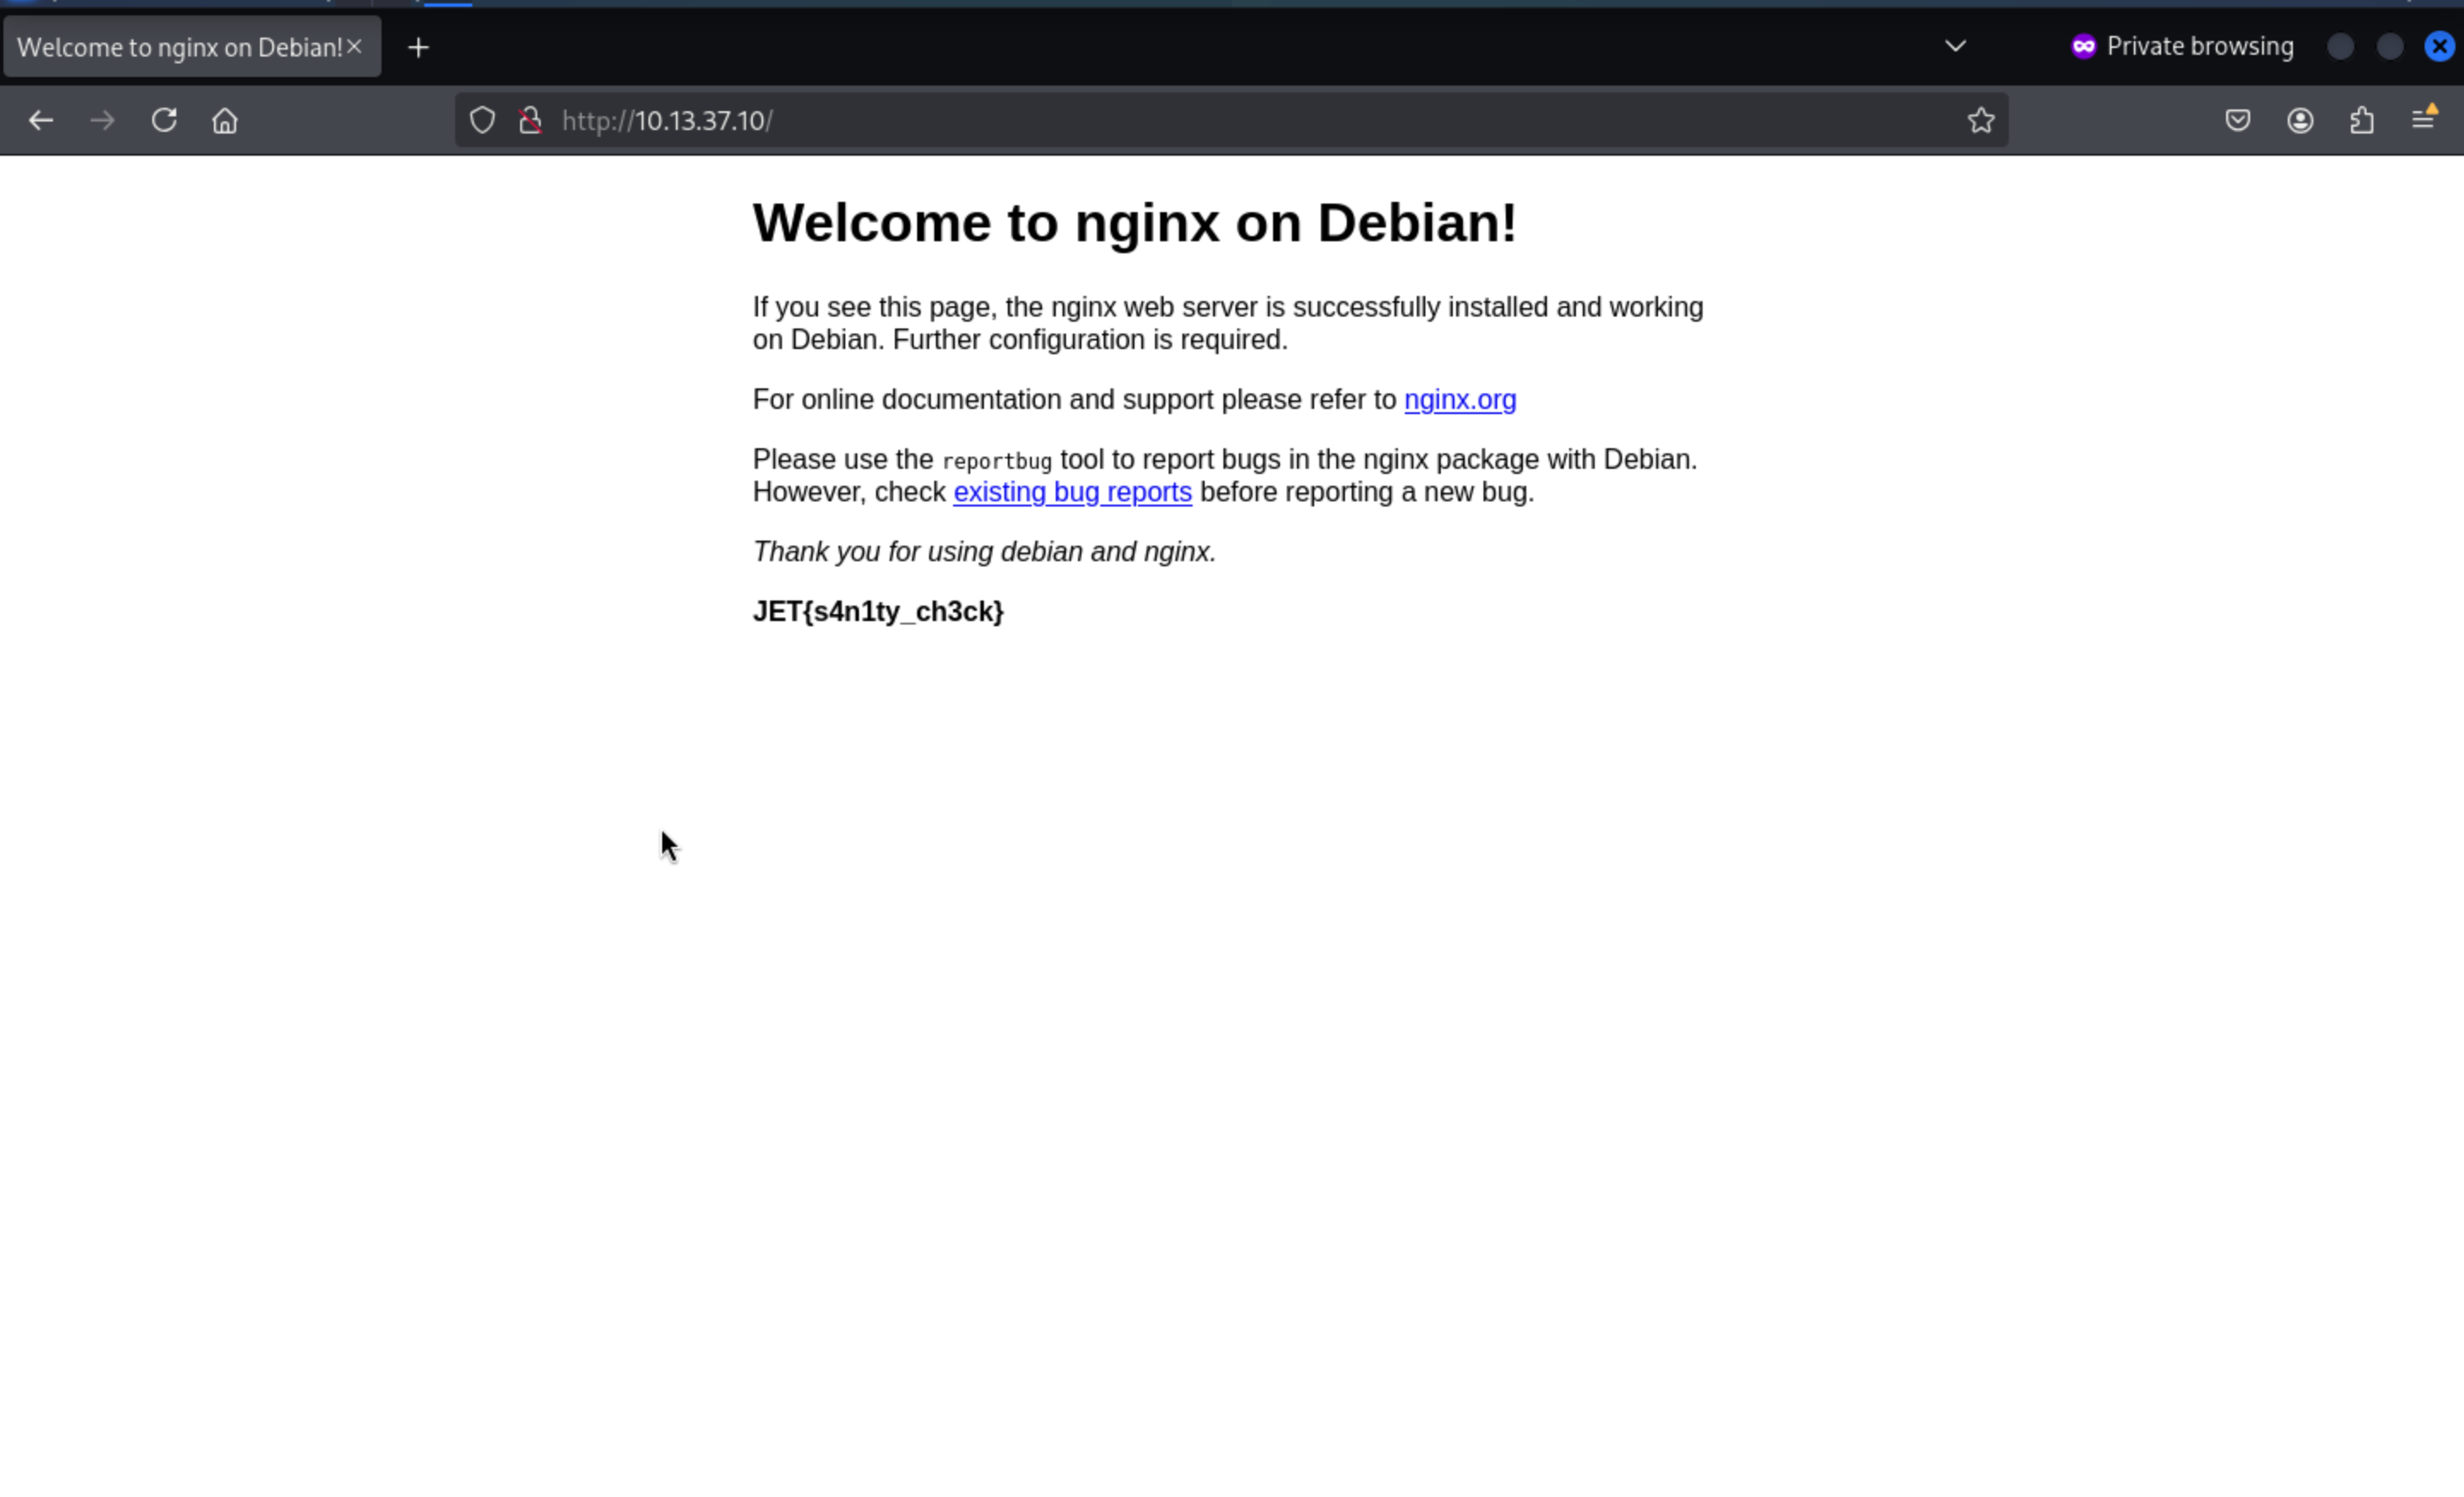 Welcome to nginx on Debian!
Private browsing
http://10.13.37.10/
Welcome to nginx on Debian!
If you see this page, the nginx web server is successfully installed and working
on Debian. Further configuration is required.
For online documentation and support please refer to nginx.org
Please use the reportbug tool to report bugs in the nginx package with Debian.
However, check existing bug reports before reporting a new bug.
Thank you for using debian and nginx.
JET{s4n1ty_ch3ck}